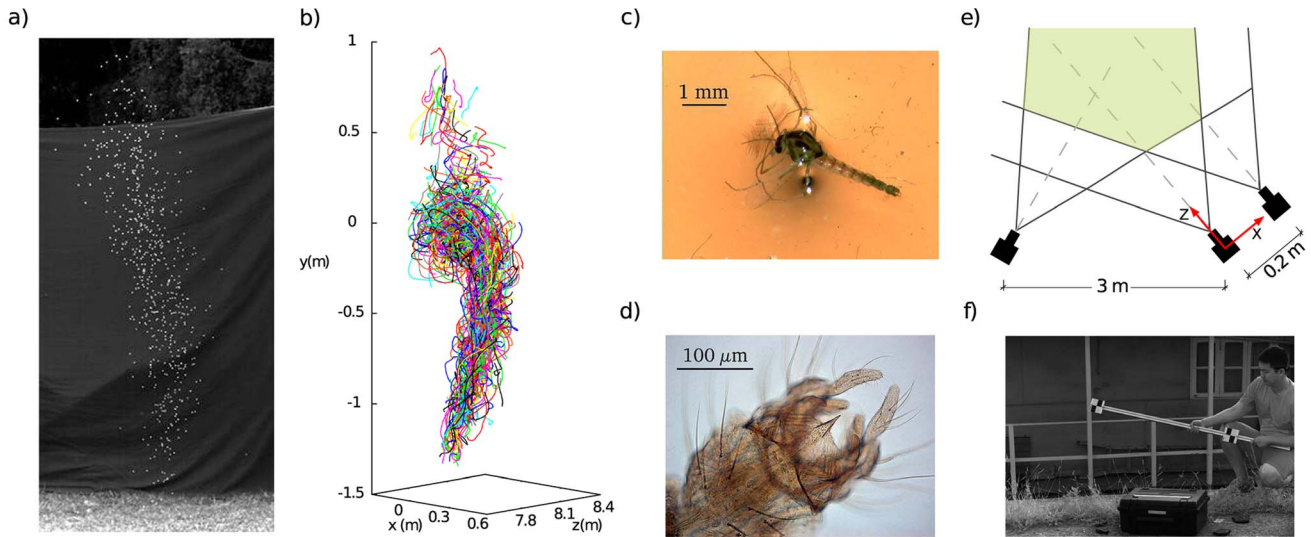 a)
b)
c)
e)
1
0.5
0
y(m)
-0.5
-1
-1.5
0
0.3
0.6
x (m)
7.8
8.1
8.4
z(m)
1 mm
d)
100 μm
z
x
0.2 m
3 m
f)